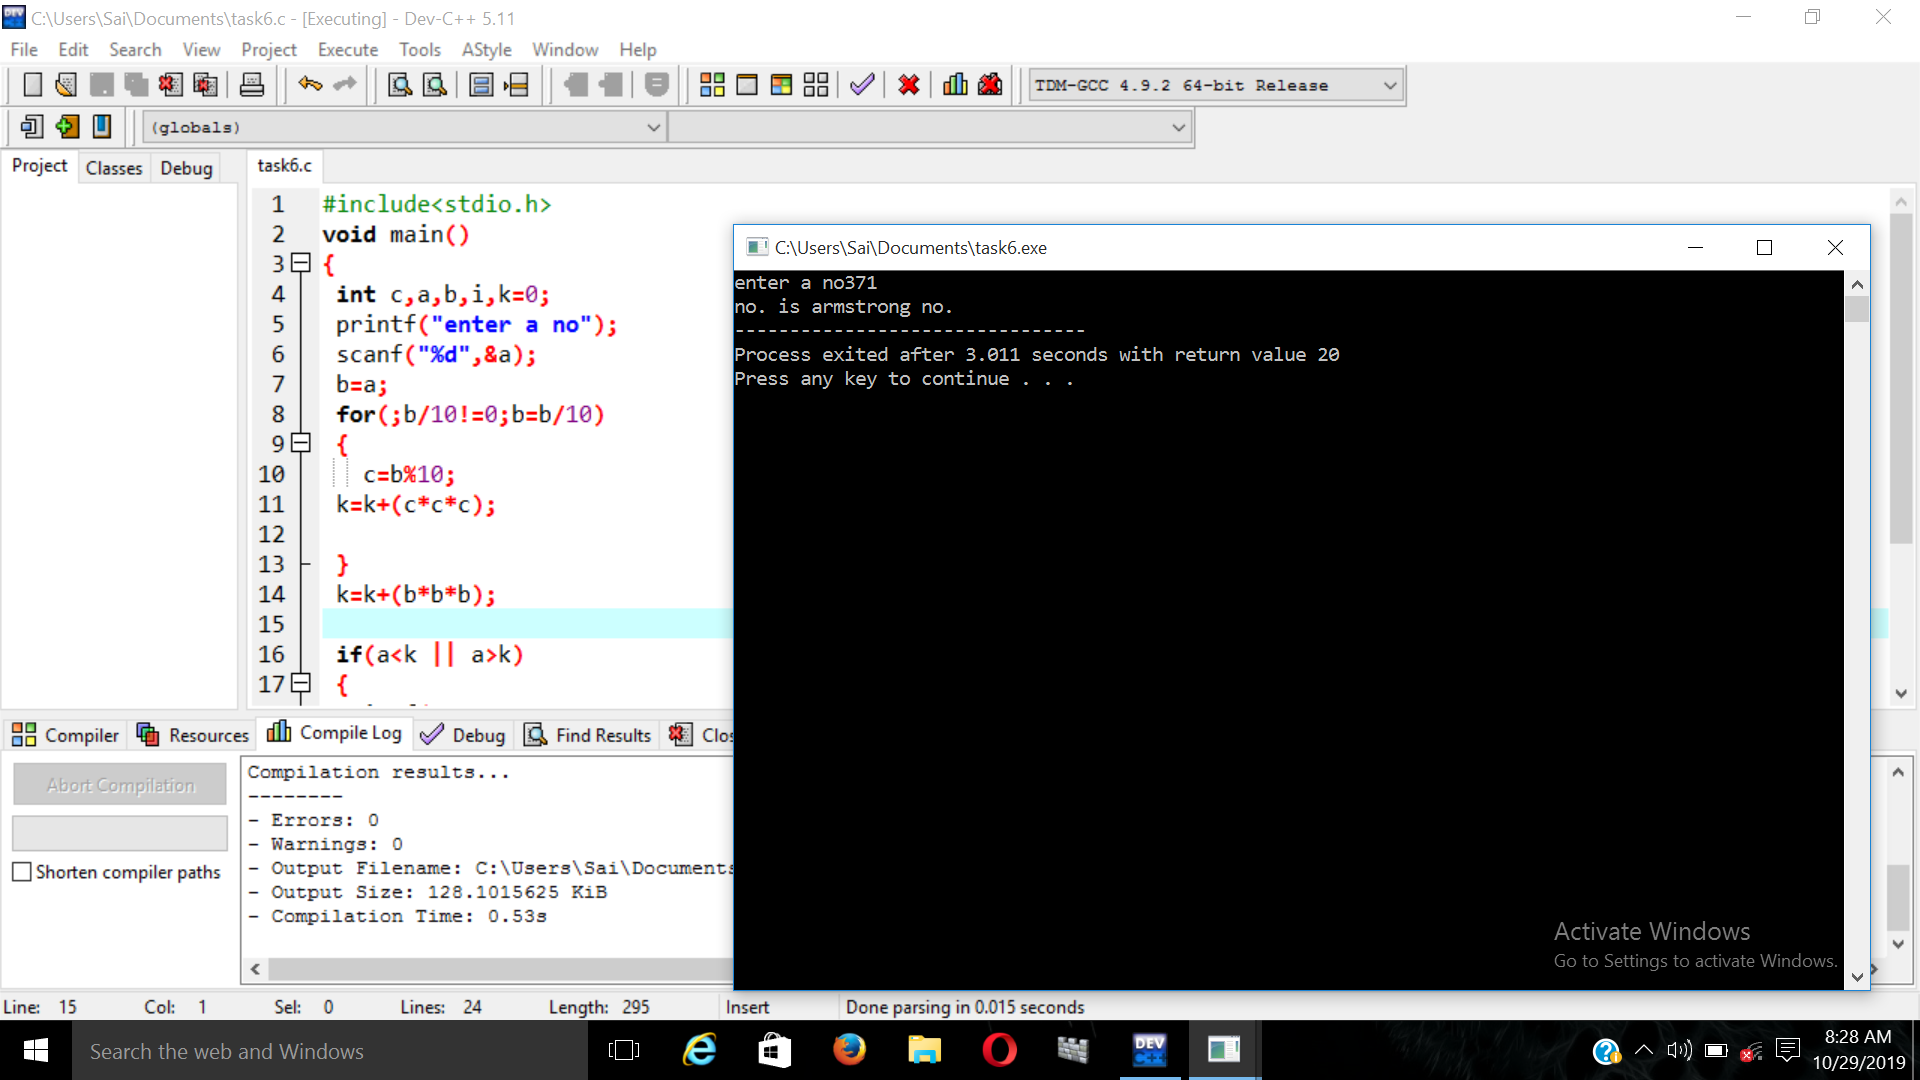 C:\Users\Sai\Documents\task6.c - [Executing] - Dev-C++ 5.11
File Edit Search View Project Execute Tools AStyle Window Help
TDM-GCC 4.9.2 64-bit Release
(globals)
Project Classes Debug
task6.c
1 #include<stdio.h>
2 void main()
3 {
4 int c,a,b,i,k=0;
5 printf("enter a no");
6 scanf("%d",&a);
7 b=a;
8 for(;b/10!=0;b=b/10)
9 {
10 c=b%10;
11 k=k+(c*c*c);
12
13 }
14 k=k+(b*b*b);
15
16 if(a<k || a>k)
17 {
C:\Users\Sai\Documents\task6.exe
enter a no371
no. is armstrong no.
--------------------------------
Process exited after 3.011 seconds with return value 20
Press any key to continue . . .
Activate Windows
Go to Settings to activate Windows.
Compiler Resources Compile Log Debug Find Results Clos
Abort Compilation
Shorten compiler paths
Compilation results...
--------
- Errors: 0
- Warnings: 0
- Output Filename: C:\Users\Sai\Documents
- Output Size: 128.1015625 KiB
- Compilation Time: 0.53s
Line: 15 Col: 1 Sel: 0 Lines: 24 Length: 295 Insert Done parsing in 0.015 seconds
Search the web and Windows
DEV
C++
8:28 AM
10/29/2019